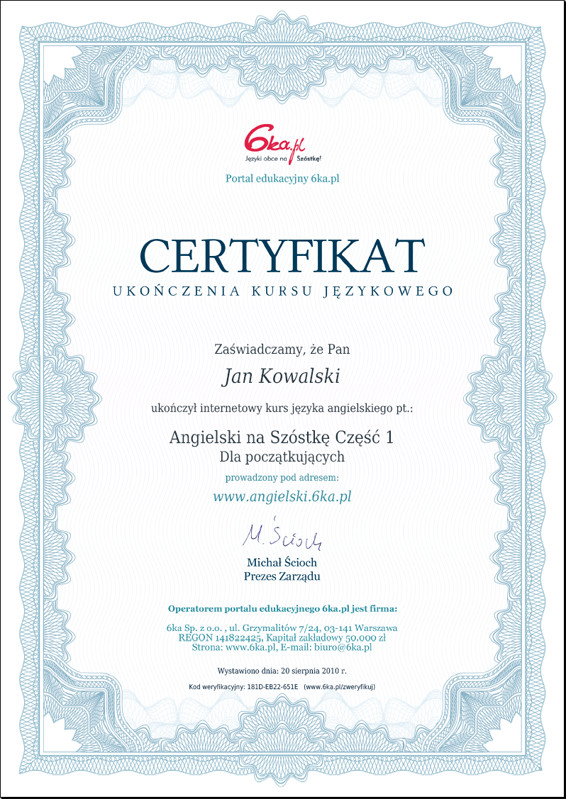 6ka.pl
Języki obce na Szóstkę!
Portal edukacyjny 6ka.pl
CERTYFIKAT
UKOŃCZENIA KURSU JĘZYKOWEGO
Zaświadczamy, że Pan
Jan Kowalski
ukończył internetowy kurs języka angielskiego pt.:
Angielski na Szóstkę Część 1
Dla początkujących
prowadzony pod adresem:
www.angielski.6ka.pl
M. Ścioch
Michał Ścioch
Prezes Zarządu
Operatorem portalu edukacyjnego 6ka.pl jest firma:
6ka Sp. z o.o. , ul. Grzymalitów 7/24, 03-141 Warszawa
REGON 141822425, Kapitał zakładowy 50.000 zł
Strona: www.6ka.pl, E-mail: biuro@6ka.pl
Wystawiono dnia: 20 sierpnia 2010 r.
Kod weryfikacyjny: 181D-EB22-651E (www.6ka.pl/zweryfikuj)